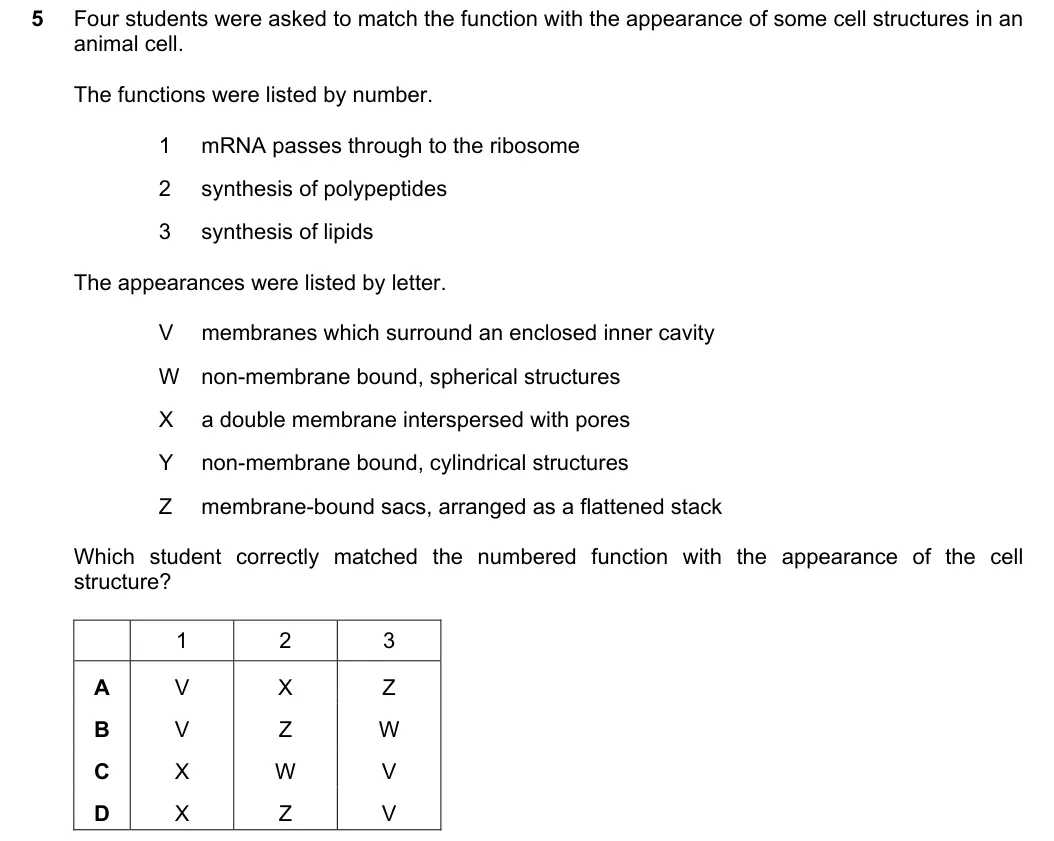 5 Four students were asked to match the function with the appearance of some cell structures in an
animal cell.
The functions were listed by number.
1 mRNA passes through to the ribosome
2 synthesis of polypeptides
3 synthesis of lipids
The appearances were listed by letter.
V membranes which surround an enclosed inner cavity
W non-membrane bound, spherical structures
X a double membrane interspersed with pores
Y non-membrane bound, cylindrical structures
Z membrane-bound sacs, arranged as a flattened stack
Which student correctly matched the numbered function with the appearance of the cell
structure?
1 2 3
A V X Z
B V Z W
C X W V
D X Z V